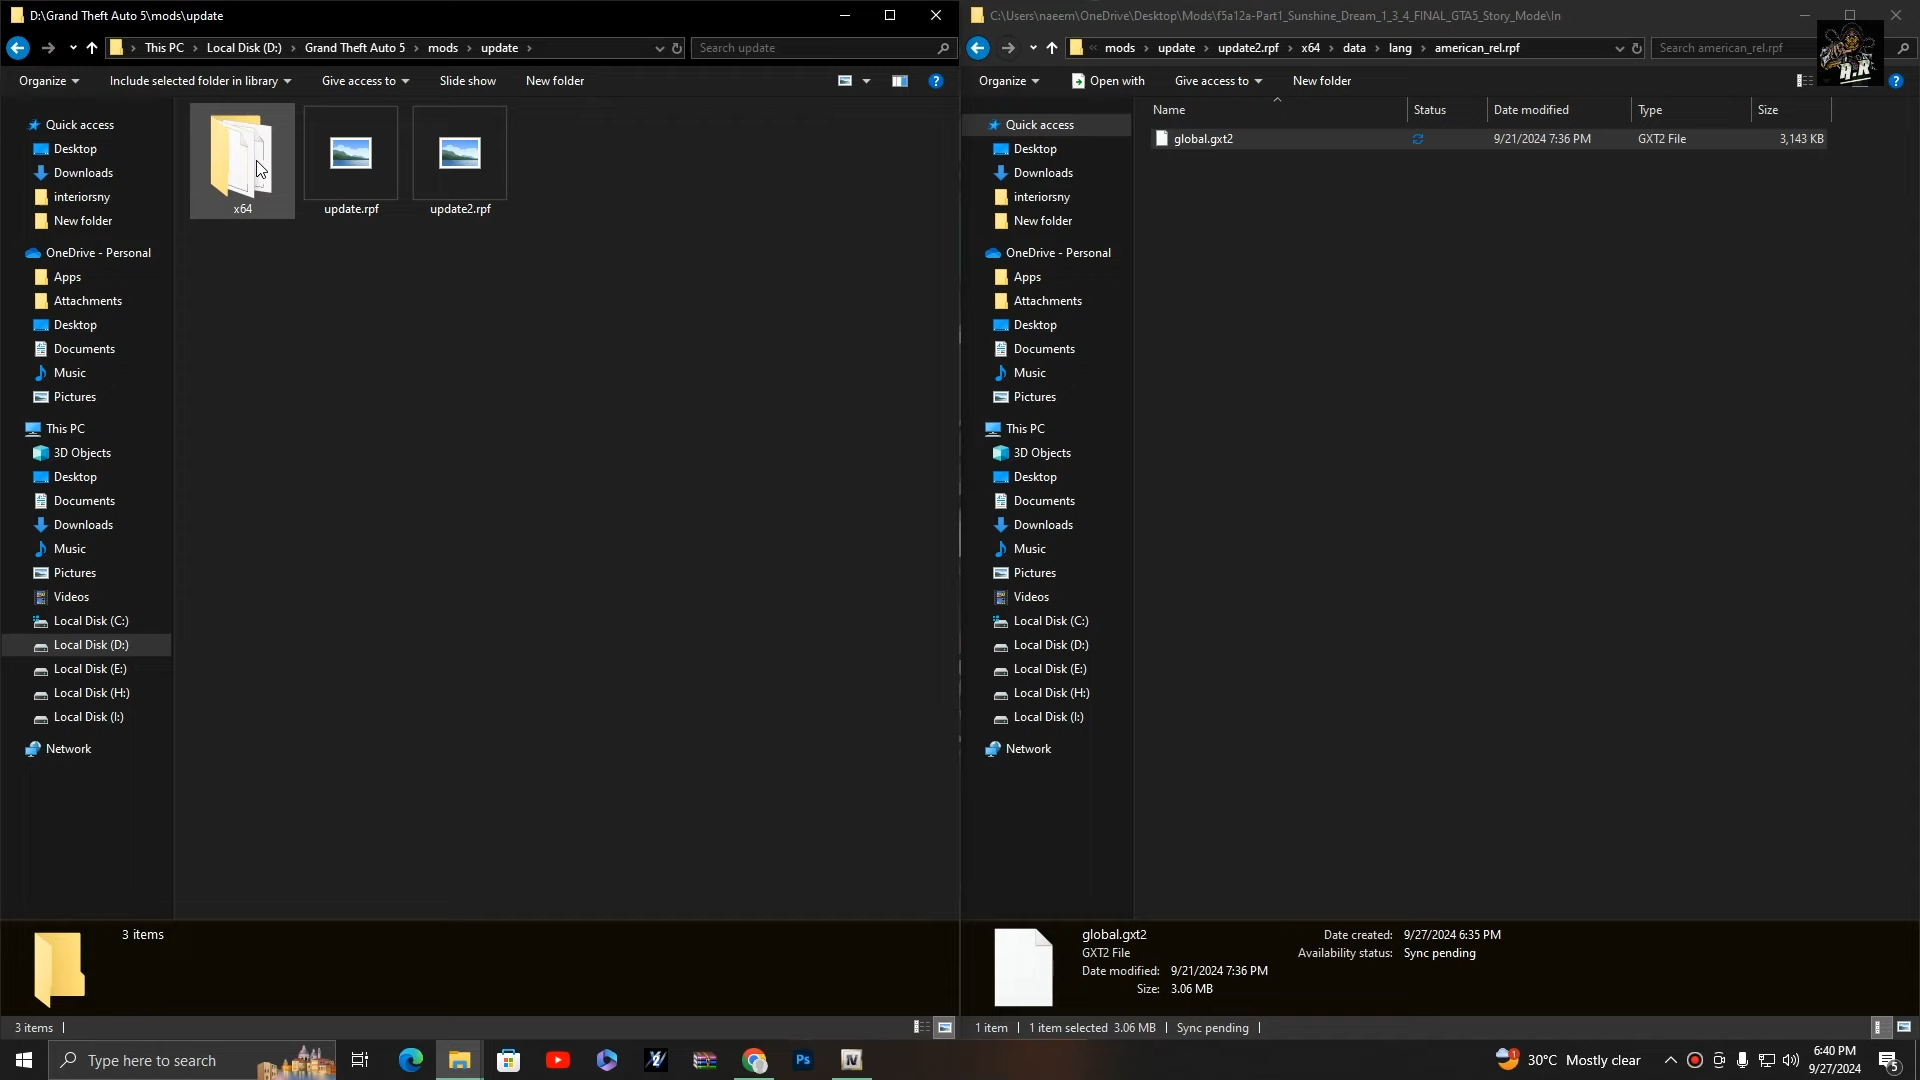 D:\Grand Theft Auto 5\mods\update
This PC > Local Disk (D:) > Grand Theft Auto 5 > mods > update >
Search update
Organize
Include selected folder in library
Give access to
Slide show
New folder
Quick access
Desktop
Downloads
interiorsny
New folder
OneDrive - Personal
Apps
Attachments
Desktop
Documents
Music
Pictures
This PC
3D Objects
Desktop
Documents
Downloads
Music
Pictures
Videos
Local Disk (C:)
Local Disk (D:)
Local Disk (E:)
Local Disk (H:)
Local Disk (I:)
Network
x64
update.rpf
update2.rpf
3 items
3 items
C:\Users\naeem\OneDrive\Desktop\Mods\f5a12a-Part1_Sunshine_Dream_1_3_4_FINAL_GTA5_Story_Mode\In
« mods > update > update2.rpf > x64 > data > lang > american_rel.rpf
Search american_rel.rpf
A.R
Organize
Open with
Give access to
New folder
Name
Status
Date modified
Type
Size
global.gxt2
9/21/2024 7:36 PM
GXT2 File
3,143 KB
Quick access
Desktop
Downloads
interiorsny
New folder
OneDrive - Personal
Apps
Attachments
Desktop
Documents
Music
Pictures
This PC
3D Objects
Desktop
Documents
Downloads
Music
Pictures
Videos
Local Disk (C:)
Local Disk (D:)
Local Disk (E:)
Local Disk (H:)
Local Disk (I:)
Network
global.gxt2
GXT2 File
Date modified: 9/21/2024 7:36 PM
Size: 3.06 MB
Date created: 9/27/2024 6:35 PM
Availability status: Sync pending
1 item
1 item selected 3.06 MB
Sync pending
Type here to search
Ps
IV
1
30°C Mostly clear
6:40 PM
9/27/2024
5